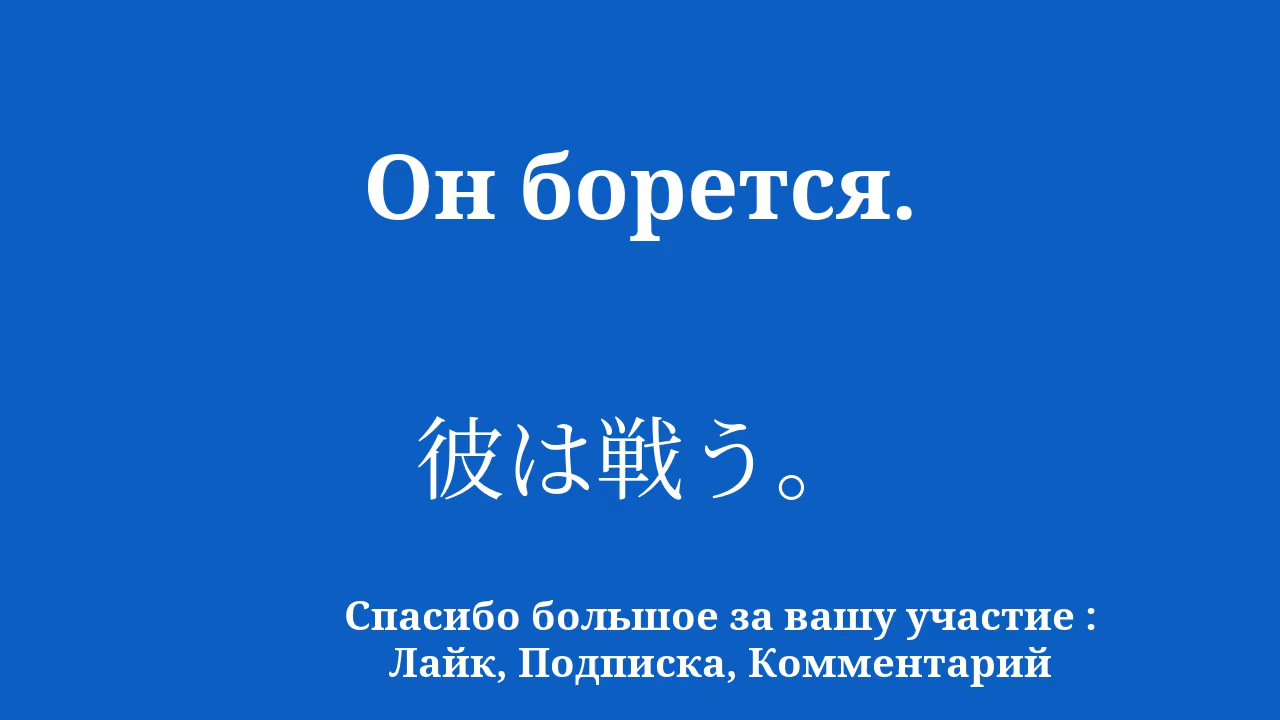 Он борется.
彼は戦う。
Спасибо большое за вашу участие :
Лайк, Подписка, Комментарий